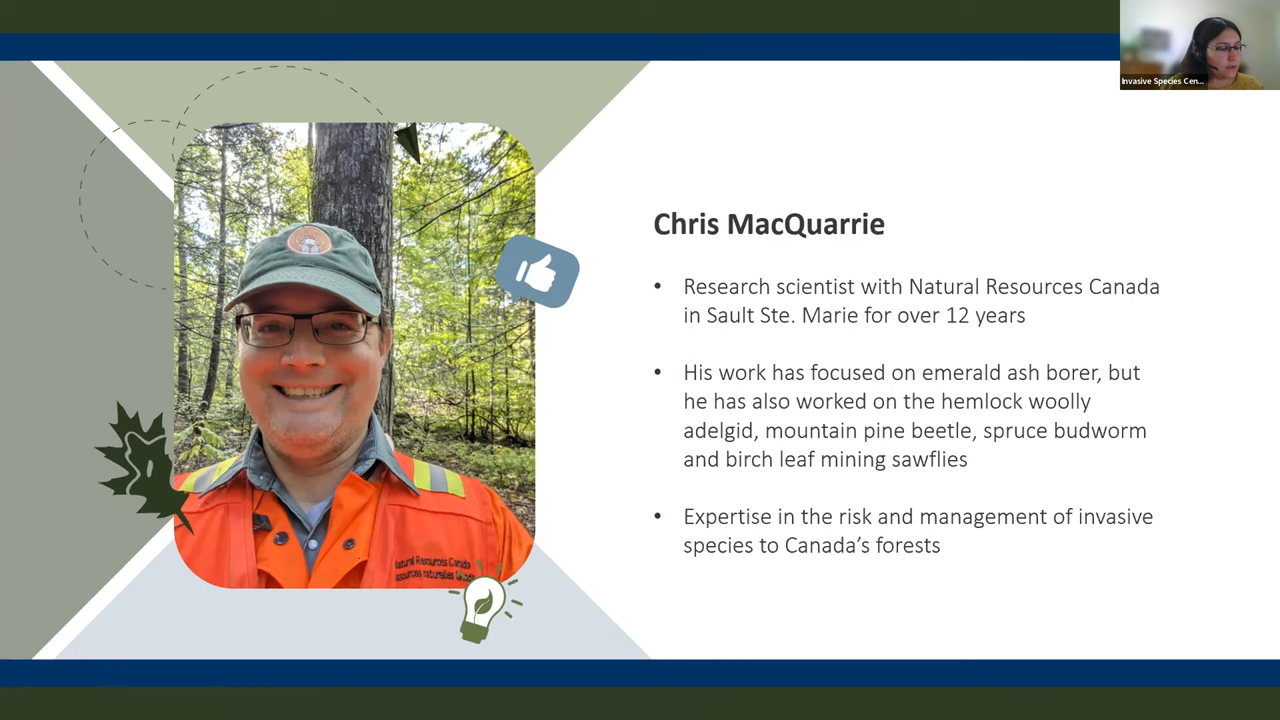 Invasive Species Cen...
Chris MacQuarrie
• Research scientist with Natural Resources Canada
in Sault Ste. Marie for over 12 years
• His work has focused on emerald ash borer, but
he has also worked on the hemlock woolly
adelgid, mountain pine beetle, spruce budworm
and birch leaf mining sawflies
• Expertise in the risk and management of invasive
species to Canada’s forests
Natural Resources Canada
ssources naturelles Canada